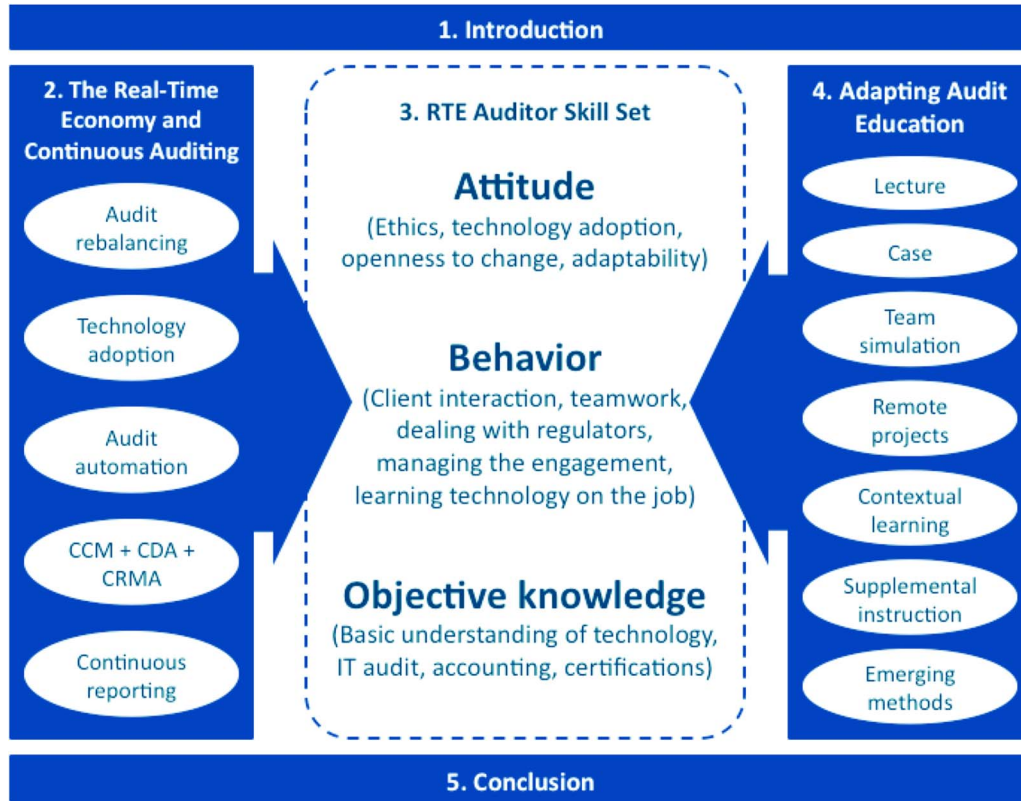 1. Introduction
2. The Real-Time
Economy and
Continuous Auditing
Audit
rebalancing
Technology
adoption
Audit
automation
CCM + CDA +
CRMA
Continuous
reporting
3. RTE Auditor Skill Set
Attitude
(Ethics, technology adoption,
openness to change, adaptability)
Behavior
(Client interaction, teamwork,
dealing with regulators,
managing the engagement,
learning technology on the job)
Objective knowledge
(Basic understanding of technology,
IT audit, accounting, certifications)
4. Adapting Audit
Education
Lecture
Case
Team
simulation
Remote
projects
Contextual
learning
Supplemental
instruction
Emerging
methods
5. Conclusion